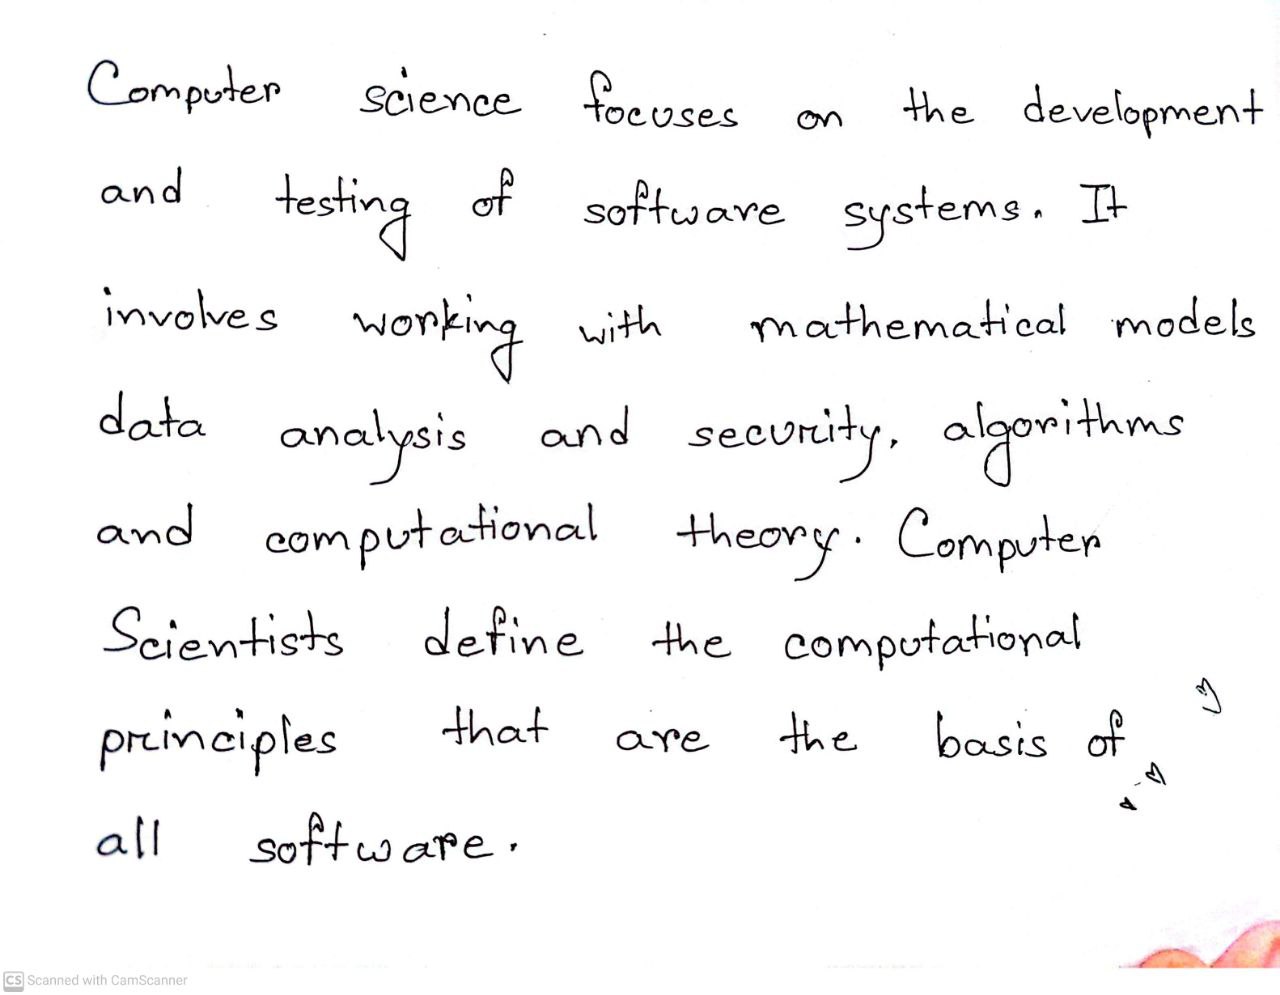 Computer science focuses on the development
and testing of software systems. It
involves working with mathematical models
data analysis and security, algorithms
and computational theory. Computer
Scientists define the computational
principles that are the basis of
all software.
CS Scanned with CamScanner